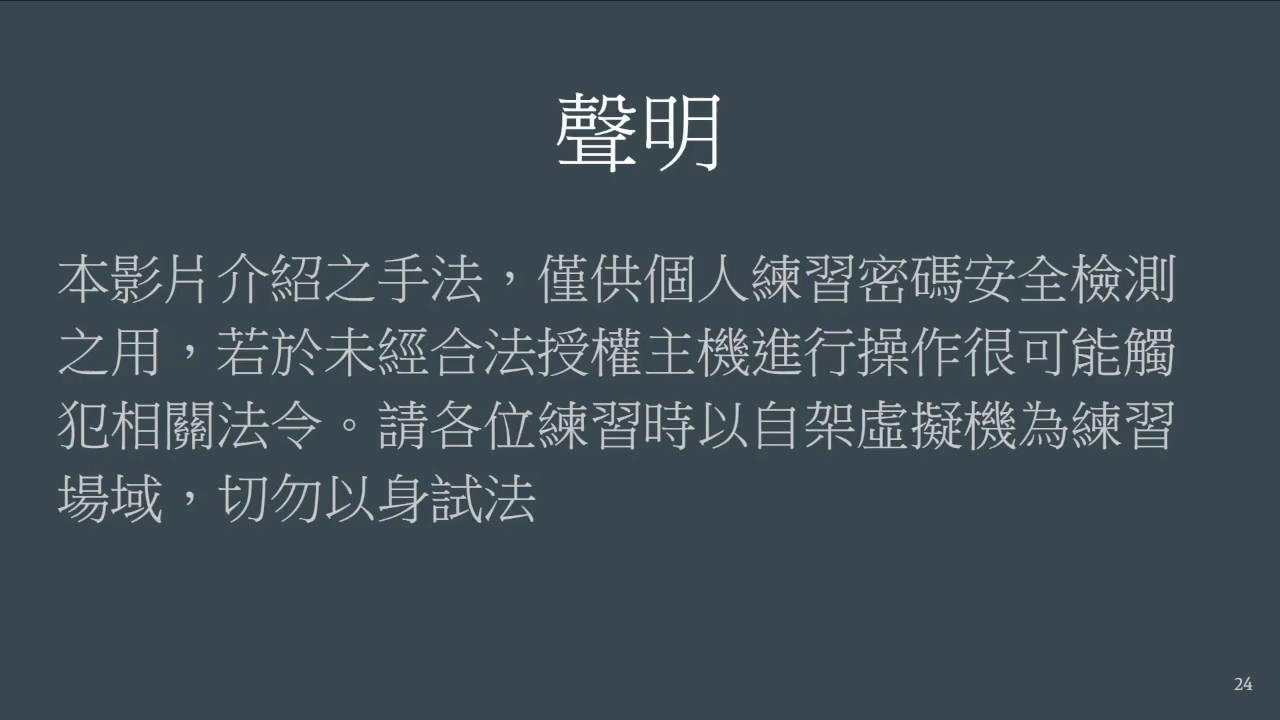 聲明
本影片介紹之手法，僅供個人練習密碼安全檢測
之用，若於未經合法授權主機進行操作很可能觸
犯相關法令。請各位練習時以自架虛擬機為練習
場域，切勿以身試法
24